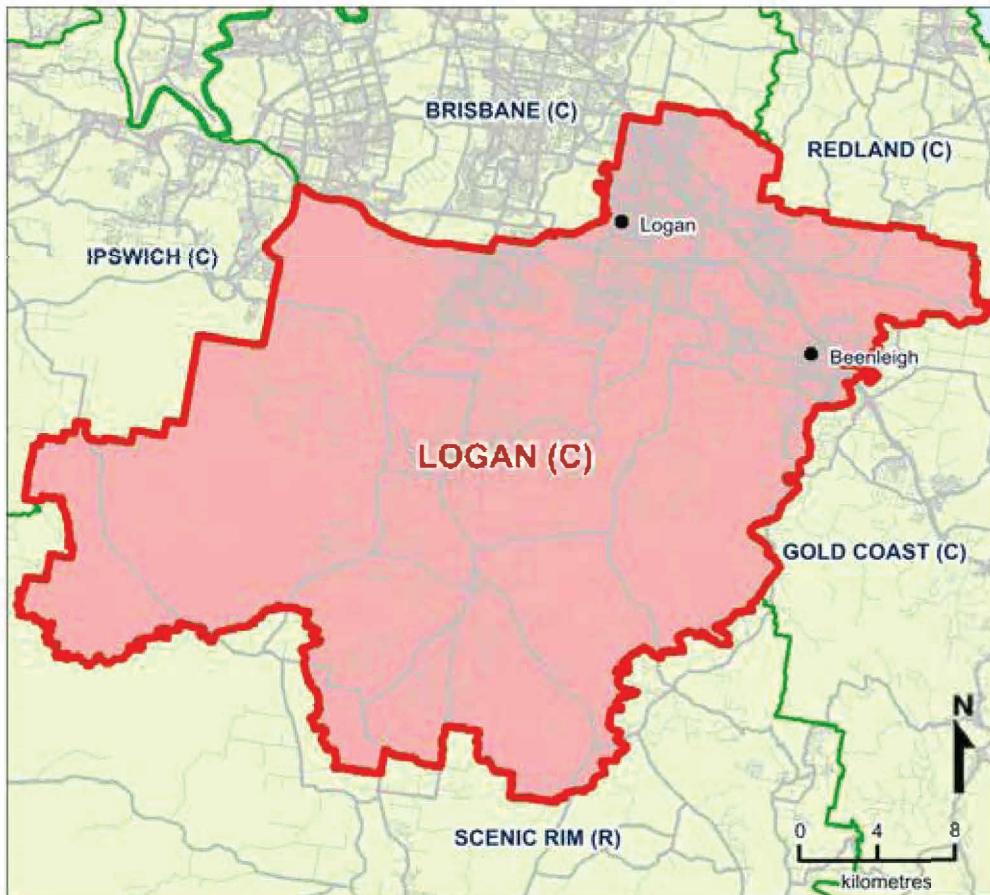 BRISBANE (C)
REDLAND (C)
Logan
IPSWICH (C)
Beenleigh
LOGAN (C)
GOLD COAST (C)
N
SCENIC RIM (R)
0 4 8
kilometres